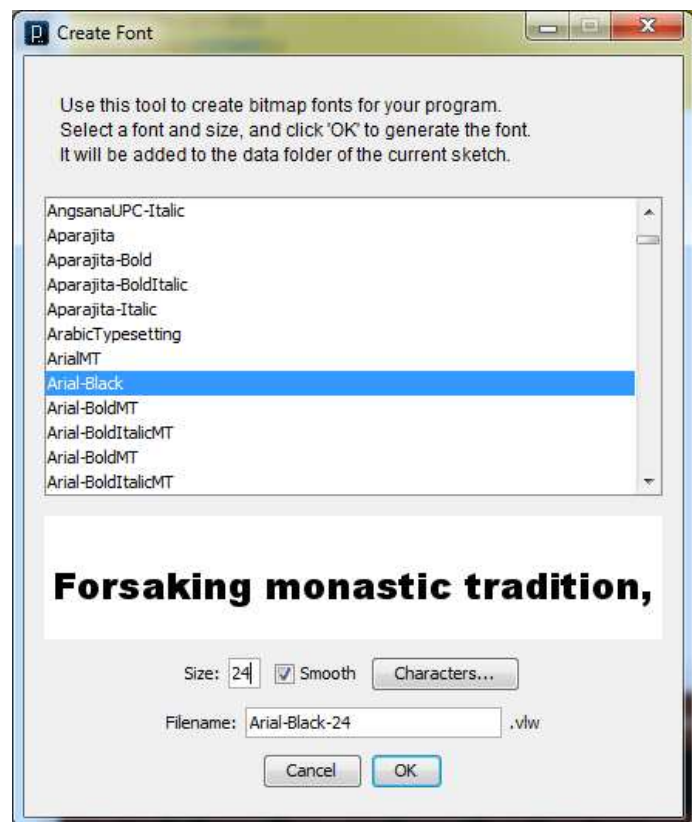 Create Font
Use this tool to create bitmap fonts for your program.
Select a font and size, and click 'OK' to generate the font.
It will be added to the data folder of the current sketch.
AngsanaUPC-Italic
Aparajita
Aparajita-Bold
Aparajita-BoldItalic
Aparajita-Italic
ArabicTypesetting
ArialMT
Arial-Black
Arial-BoldMT
Arial-BoldItalicMT
Arial-BoldMT
Arial-BoldItalicMT
Forsaking monastic tradition,
Size: 24 Smooth Characters...
Filename: Arial-Black-24 .vlw
Cancel OK